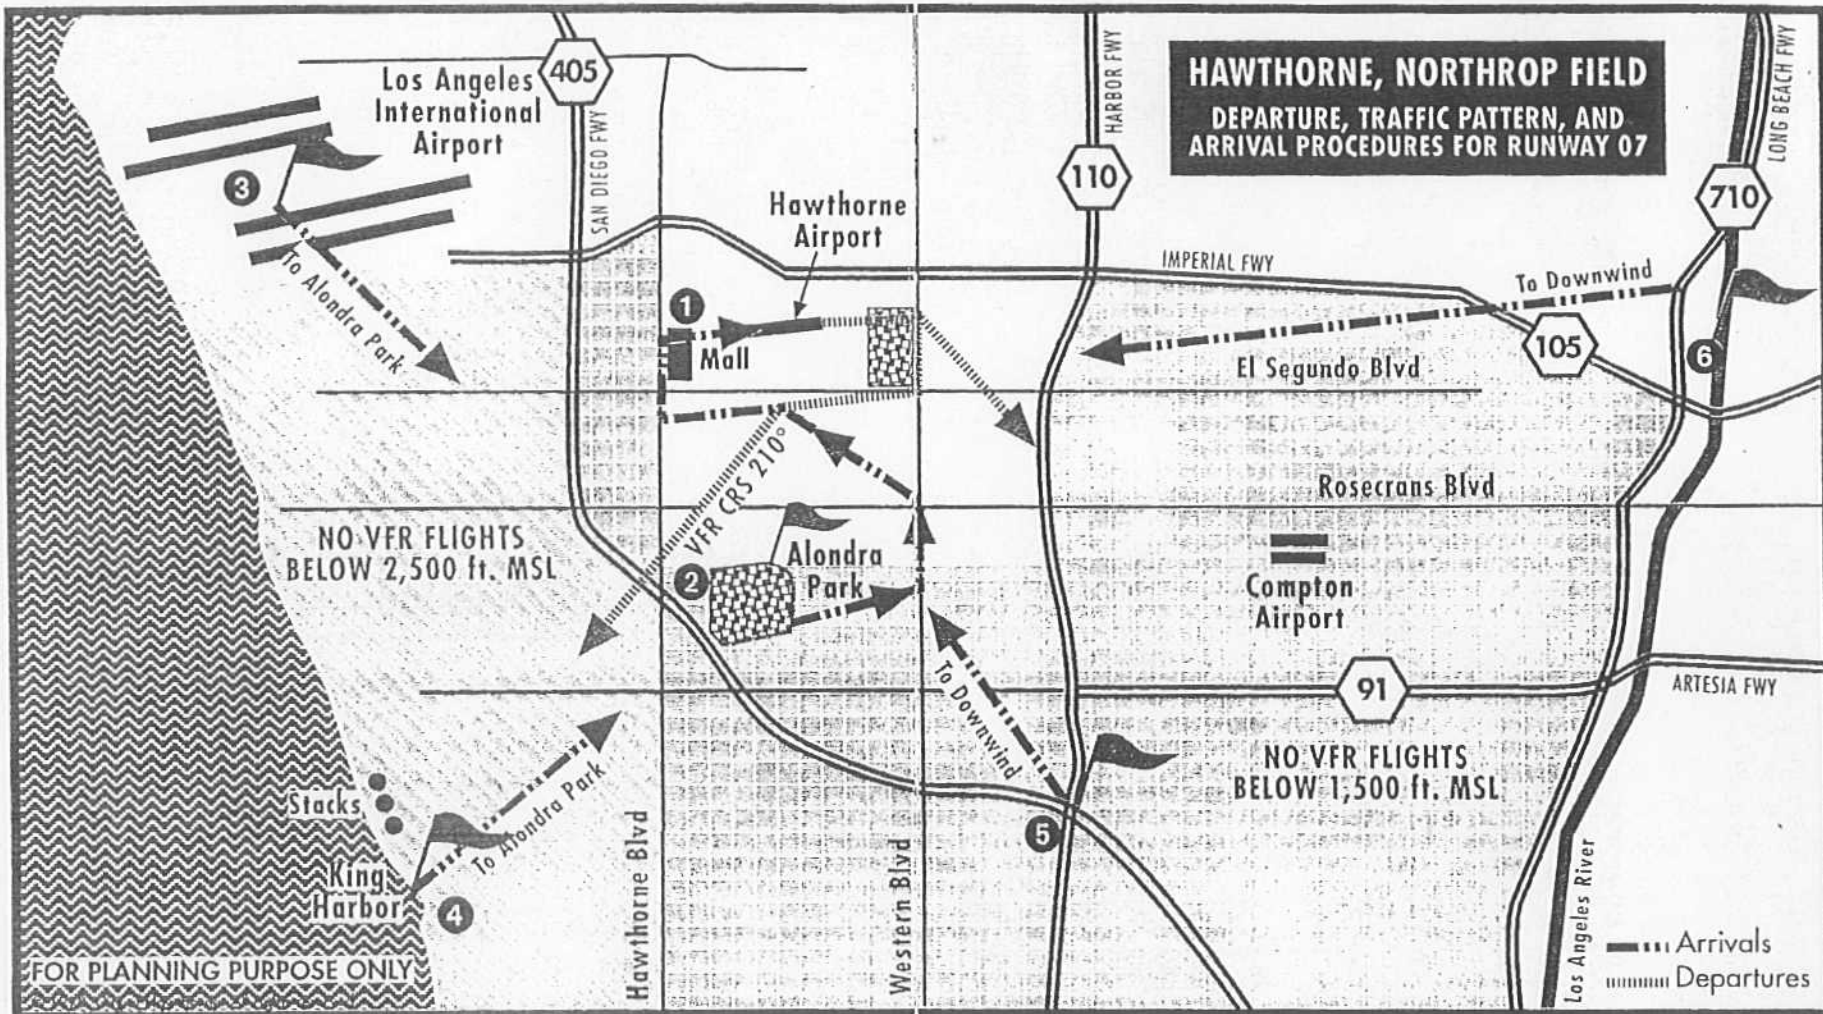 HAWTHORNE, NORTHROP FIELD
DEPARTURE, TRAFFIC PATTERN, AND
ARRIVAL PROCEDURES FOR RUNWAY 07
Los Angeles
International
Airport
405
SAN DIEGO FWY
HARBOR FWY
110
LONG BEACH FWY
710
3
To Alondra Park
Hawthorne
Airport
IMPERIAL FWY
To Downwind
1
Mall
105
6
El Segundo Blvd
VFR CRS 210°
Rosecrans Blvd
NO VFR FLIGHTS
BELOW 2,500 ft. MSL
2
Alondra
Park
Compton
Airport
To Downwind
91
ARTESIA FWY
NO VFR FLIGHTS
BELOW 1,500 ft. MSL
Stacks
To Alondra Park
King
Harbor
4
5
Hawthorne Blvd
Western Blvd
Los Angeles River
Arrivals
Departures
FOR PLANNING PURPOSE ONLY